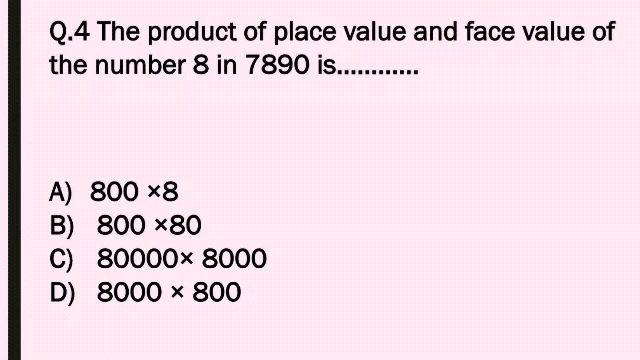 Q.4 The product of place value and face value of
the number 8 in 7890 is............
A) 800 ×8
B) 800 ×80
C) 80000× 8000
D) 8000 × 800